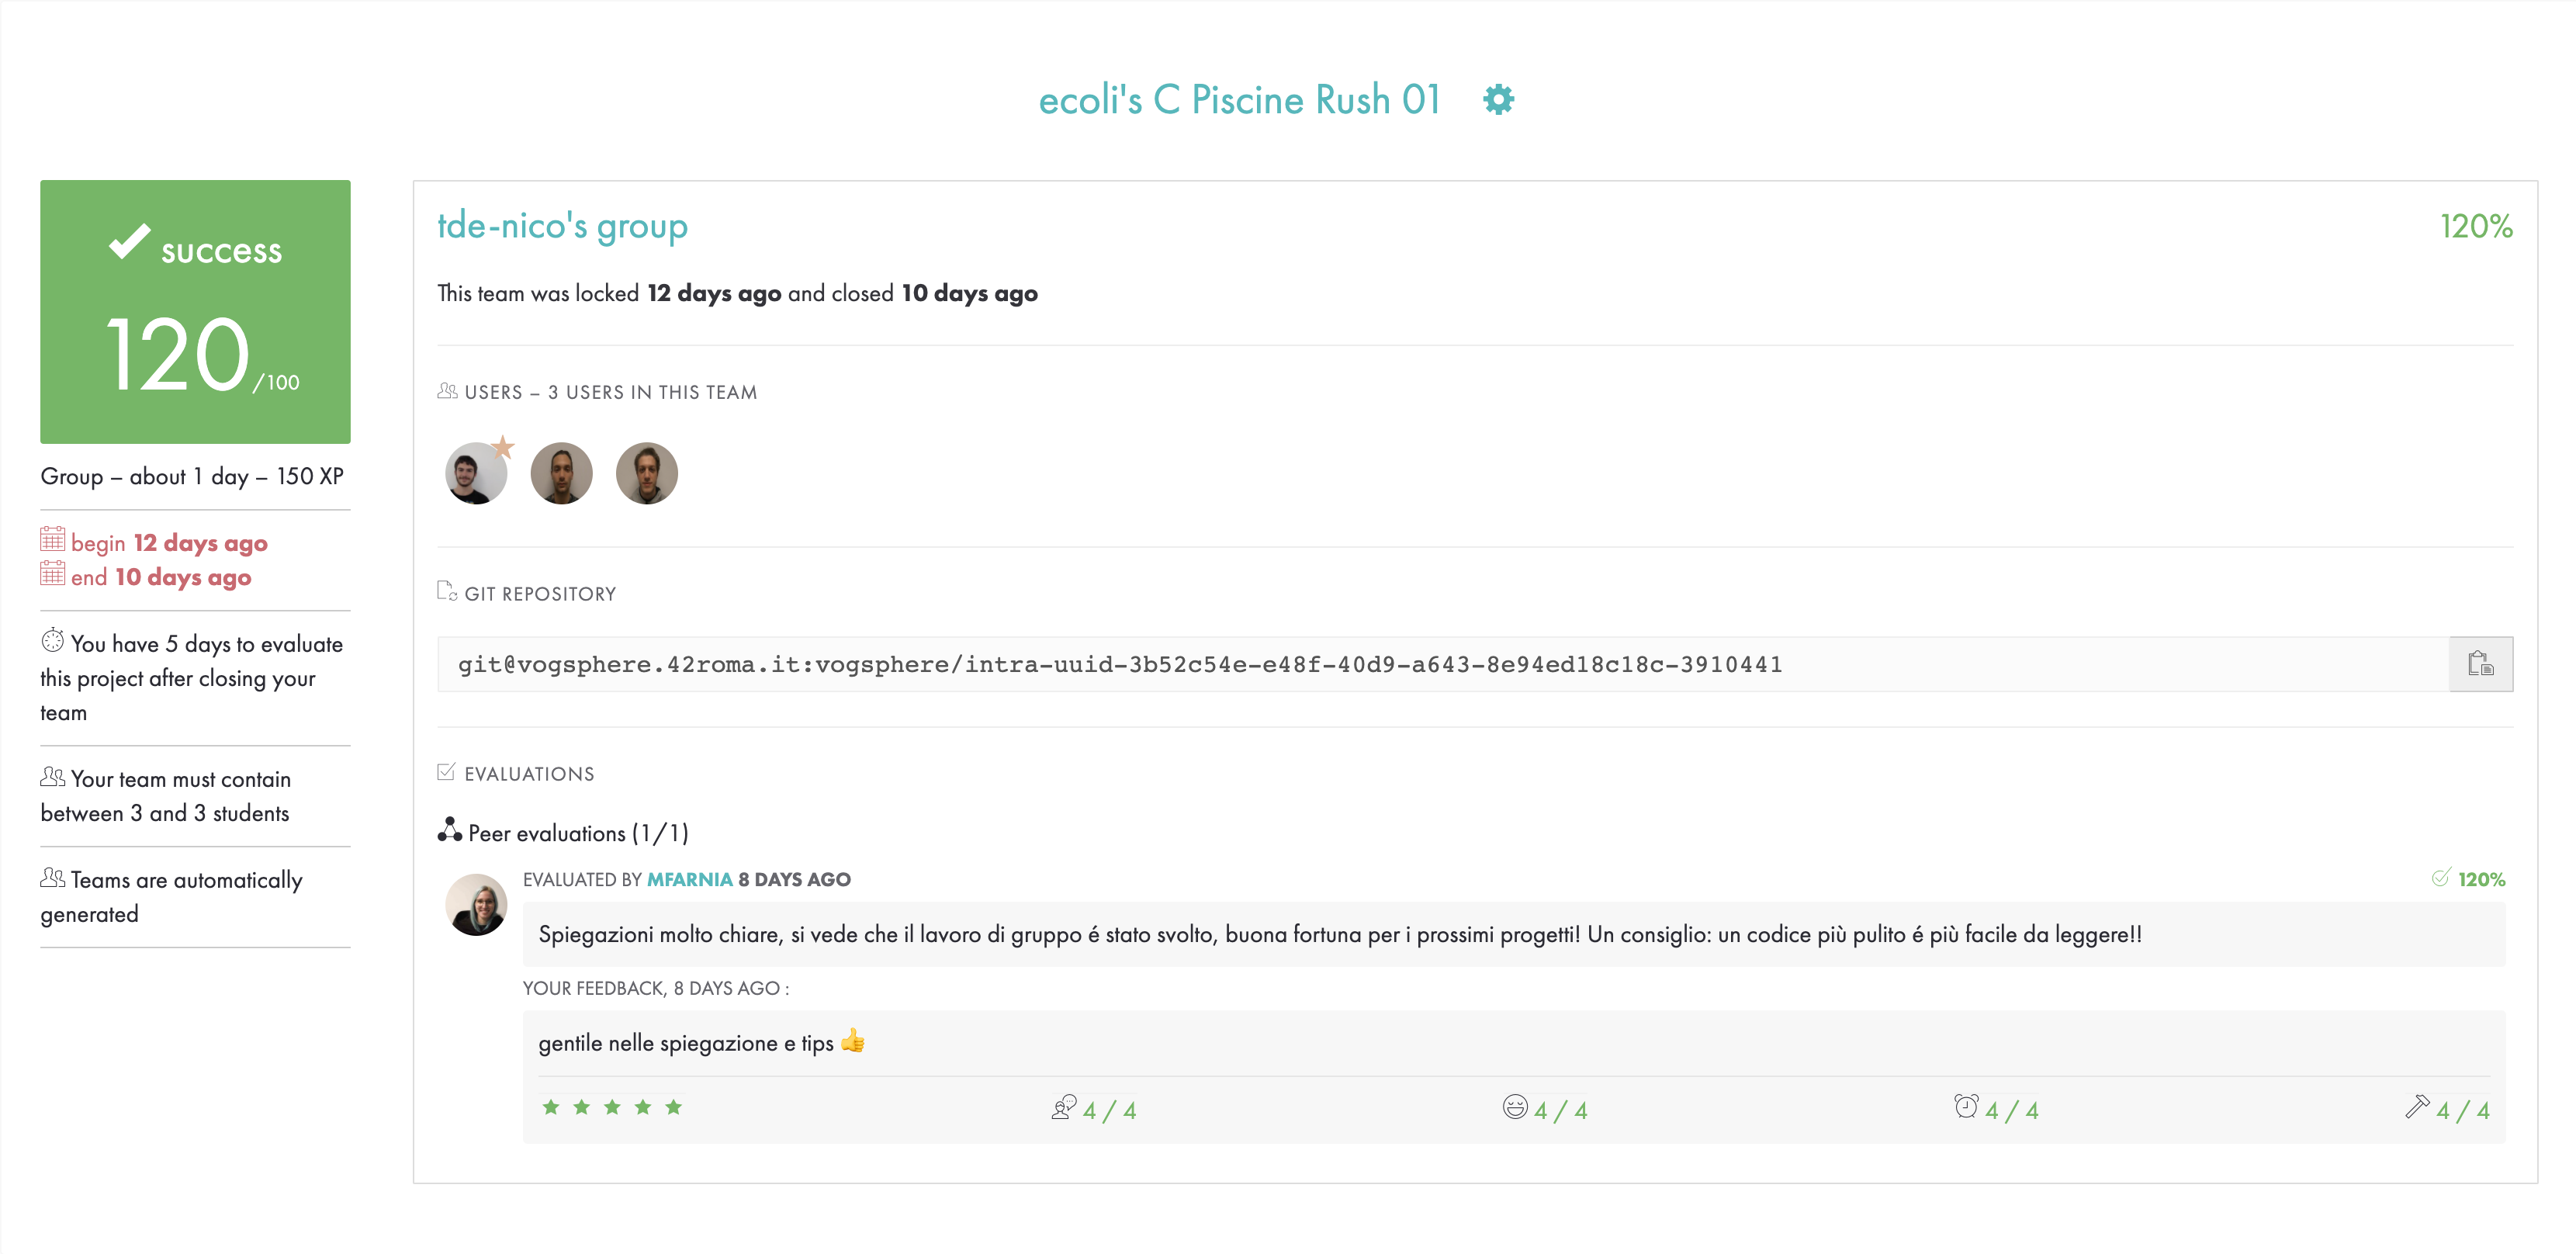 ecoli's C Piscine Rush 01
success
120/100
Group – about 1 day – 150 XP
begin 12 days ago
end 10 days ago
You have 5 days to evaluate
this project after closing your
team
Your team must contain
between 3 and 3 students
Teams are automatically
generated
tde-nico's group
120%
This team was locked 12 days ago and closed 10 days ago
USERS – 3 USERS IN THIS TEAM
GIT REPOSITORY
git@vogsphere.42roma.it:vogsphere/intra-uuid-3b52c54e-e48f-40d9-a643-8e94ed18c18c-3910441
EVALUATIONS
Peer evaluations (1/1)
EVALUATED BY MFARNIA 8 DAYS AGO
120%
Spiegazioni molto chiare, si vede che il lavoro di gruppo é stato svolto, buona fortuna per i prossimi progetti! Un consiglio: un codice più pulito é più facile da leggere!!
YOUR FEEDBACK, 8 DAYS AGO :
gentile nelle spiegazione e tips 👍
★ ★ ★ ★ ★ 4 / 4 4 / 4 4 / 4 4 / 4